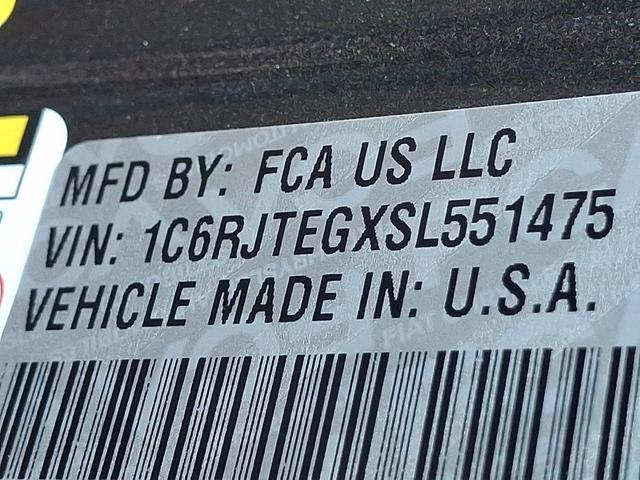 MFD BY: FCA US LLC
VIN: 1C6RJTEGXSL551475
VEHICLE MADE IN: U.S.A.